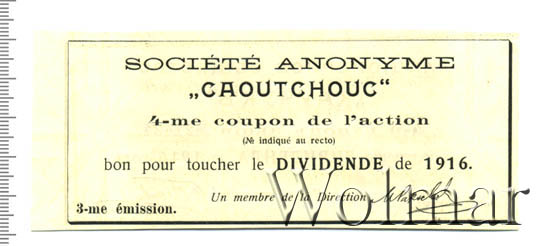 SOCIÉTÉ ANONYME
„CAOUTCHOUC“
4-me coupon de l'action
(№ indiqué au recto)
bon pour toucher le DIVIDENDE de 1916.
Un membre de la Direction
3-me émission.
Wolmar